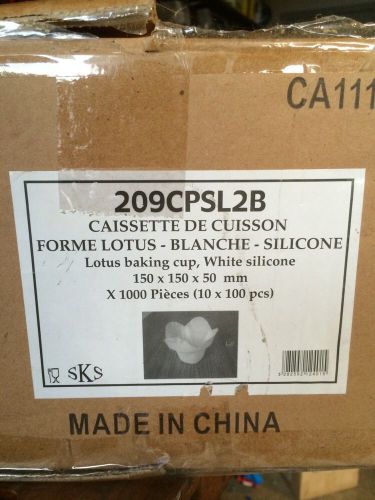 CA111
209CPSL2B
CAISSETTE DE CUISSON
FORME LOTUS - BLANCHE - SILICONE
Lotus baking cup, White silicone
150 x 150 x 50 mm
X 1000 Pièces (10 x 100 pcs)
SKS
MADE IN CHINA